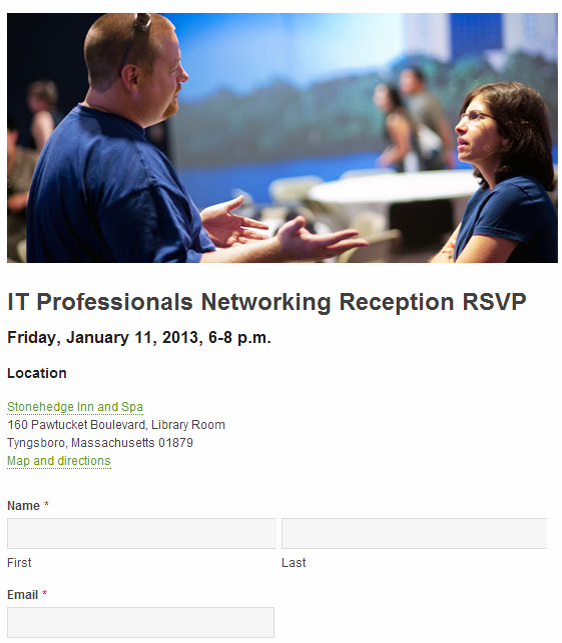 IT Professionals Networking Reception RSVP
Friday, January 11, 2013, 6-8 p.m.
Location
Stonehedge Inn and Spa
160 Pawtucket Boulevard, Library Room
Tyngsboro, Massachusetts 01879
Map and directions
Name *
First Last
Email *